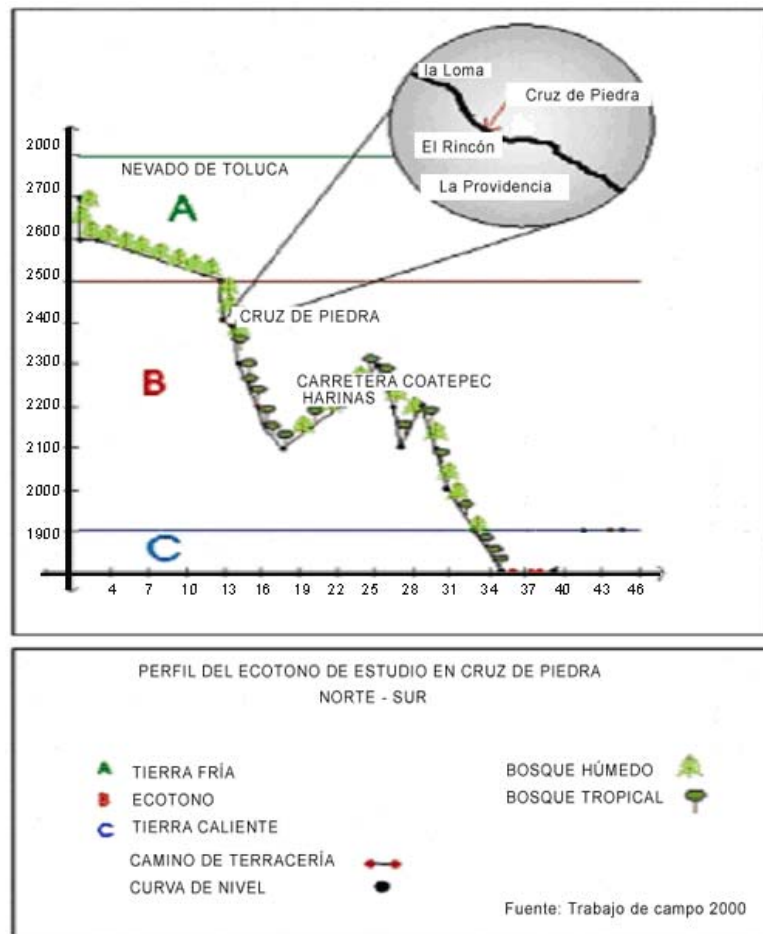 la Loma
Cruz de Piedra
El Rincón
La Providencia
2000
NEVADO DE TOLUCA
2700
A
2600
2500
2400
CRUZ DE PIEDRA
2300
B
CARRETERA COATEPEC
HARINAS
2200
2100
2000
1900
C
4 7 10 13 16 19 22 25 28 31 34 37 40 43 46
PERFIL DEL ECOTONO DE ESTUDIO EN CRUZ DE PIEDRA
NORTE - SUR
A TIERRA FRÍA
B ECOTONO
C TIERRA CALIENTE
CAMINO DE TERRACERÍA
CURVA DE NIVEL
BOSQUE HÚMEDO
BOSQUE TROPICAL
Fuente: Trabajo de campo 2000